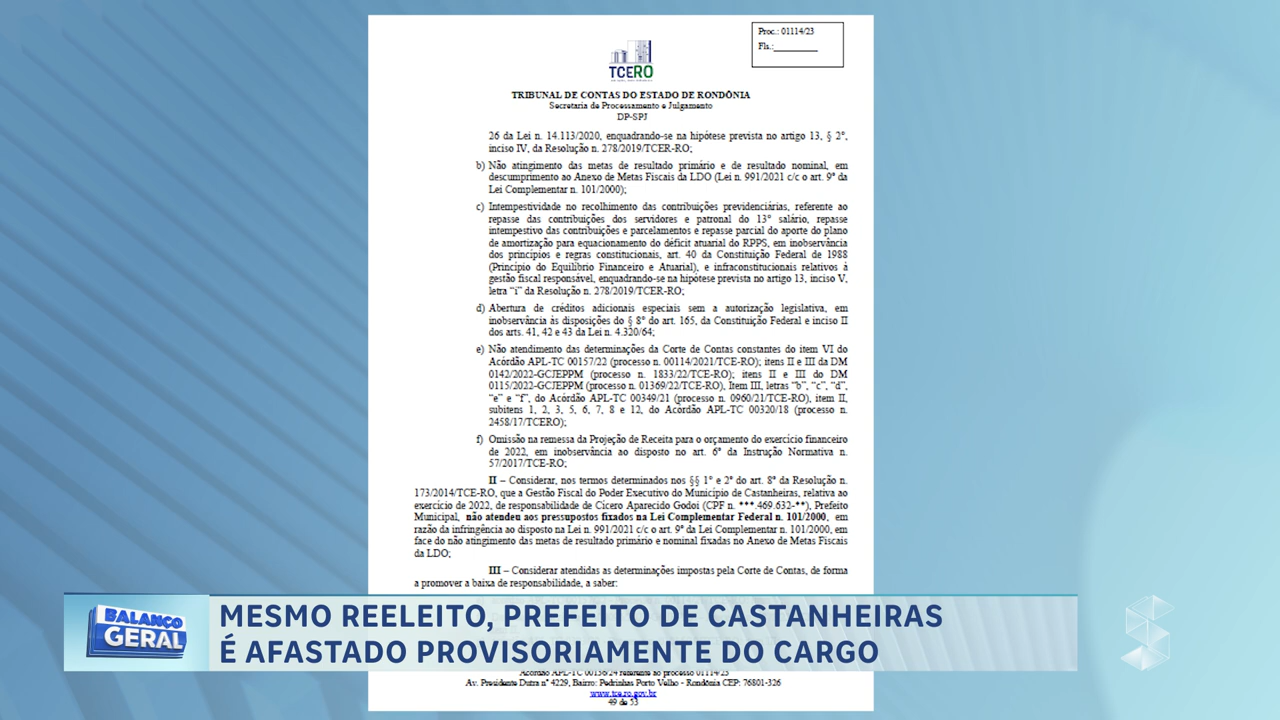 Proc.: 01114/23
Fls.:_________
TCERO
TRIBUNAL DE CONTAS DO ESTADO DE RONDÔNIA
Secretaria de Processamento e Julgamento
DP-SPJ
26 da Lei n. 14.113/2020, enquadrando-se na hipótese prevista no artigo 13, § 2º,
inciso IV, da Resolução n. 278/2019/TCER-RO;
b) Não atingimento das metas de resultado primário e de resultado nominal, em
descumprimento ao Anexo de Metas Fiscais da LDO (Lei n. 991/2021 c/c o art. 9º da
Lei Complementar n. 101/2000);
c) Intempestividade no recolhimento das contribuições previdenciárias, referente ao
repasse das contribuições dos servidores e patronal do 13º salário, repasse
intempestivo das contribuições e parcelamentos e repasse parcial do aporte do plano
de amortização para equacionamento do déficit atuarial do RPPS, em inobservância
dos princípios e regras constitucionais, art. 40 da Constituição Federal de 1988
(Princípio do Equilíbrio Financeiro e Atuarial), e infraconstitucionais relativos à
gestão fiscal responsável, enquadrando-se na hipótese prevista no artigo 13, inciso V,
letra “i” da Resolução n. 278/2019/TCER-RO;
d) Abertura de créditos adicionais especiais sem a autorização legislativa, em
inobservância às disposições do § 8º do art. 165, da Constituição Federal e inciso II
dos arts. 41, 42 e 43 da Lei n. 4.320/64;
e) Não atendimento das determinações da Corte de Contas constantes do item VI do
Acórdão APL-TC 00157/22 (processo n. 00114/2021/TCE-RO); itens II e III da DM
0142/2022-GCJEPPM (processo n. 1833/22/TCE-RO); itens II e III do DM
0115/2022-GCJEPPM (processo n. 01369/22/TCE-RO), Item III, letras “b”, “c”, “d”,
“e” e “f”, do Acórdão APL-TC 00349/21 (processo n. 0960/21/TCE-RO), item II,
subitens 1, 2, 3, 5, 6, 7, 8 e 12, do Acórdão APL-TC 00320/18 (processo n.
2458/17/TCERO);
f) Omissão na remessa da Projeção de Receita para o orçamento do exercício financeiro
de 2022, em inobservância ao disposto no art. 6º da Instrução Normativa n.
57/2017/TCE-RO;
II – Considerar, nos termos determinados nos §§ 1º e 2º do art. 8º da Resolução n.
173/2014/TCE-RO, que a Gestão Fiscal do Poder Executivo do Município de Castanheiras, relativa ao
exercício de 2022, de responsabilidade de Cícero Aparecido Godoi (CPF n. ***.469.632-**), Prefeito
Municipal, não atendeu aos pressupostos fixados na Lei Complementar Federal n. 101/2000, em
razão da infringência ao disposto na Lei n. 991/2021 c/c o art. 9º da Lei Complementar n. 101/2000, em
face do não atingimento das metas de resultado primário e nominal fixadas no Anexo de Metas Fiscais
da LDO;
III – Considerar atendidas as determinações impostas pela Corte de Contas, de forma
a promover a baixa de responsabilidade, a saber:
BALANÇO
GERAL
MESMO REELEITO, PREFEITO DE CASTANHEIRAS
É AFASTADO PROVISORIAMENTE DO CARGO
Acórdão APL-TC 00136/24 referente ao processo 01114/23
Av. Presidente Dutra nº 4229, Bairro: Pedrinhas Porto Velho - Rondônia CEP: 76801-326
www.tce.ro.gov.br
49 de 53